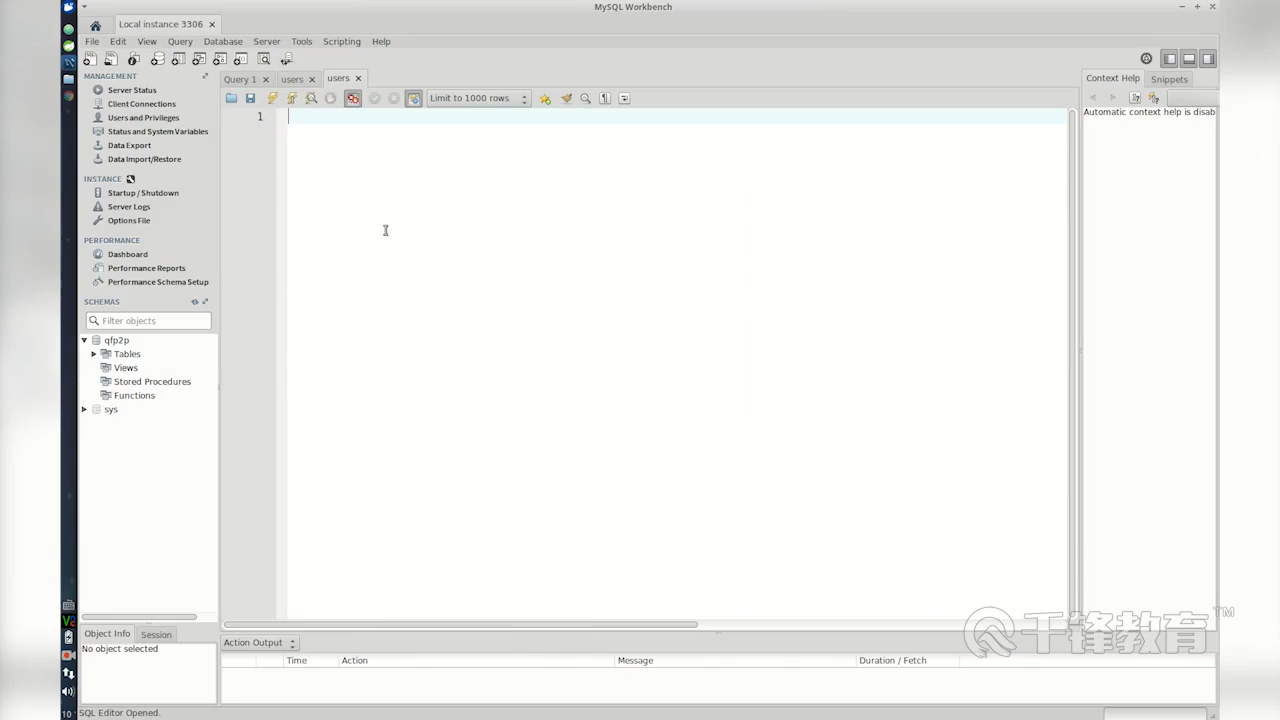 MySQL Workbench
Local instance 3306
File Edit View Query Database Server Tools Scripting Help
MANAGEMENT
Server Status
Client Connections
Users and Privileges
Status and System Variables
Data Export
Data Import/Restore
INSTANCE
Startup / Shutdown
Server Logs
Options File
PERFORMANCE
Dashboard
Performance Reports
Performance Schema Setup
SCHEMAS
Filter objects
qfp2p
Tables
Views
Stored Procedures
Functions
sys
Object Info Session
No object selected
Query 1 users users
Limit to 1000 rows
1
Context Help Snippets
Automatic context help is disab
Action Output
Time Action Message Duration / Fetch
SQL Editor Opened.
10
千锋教育™